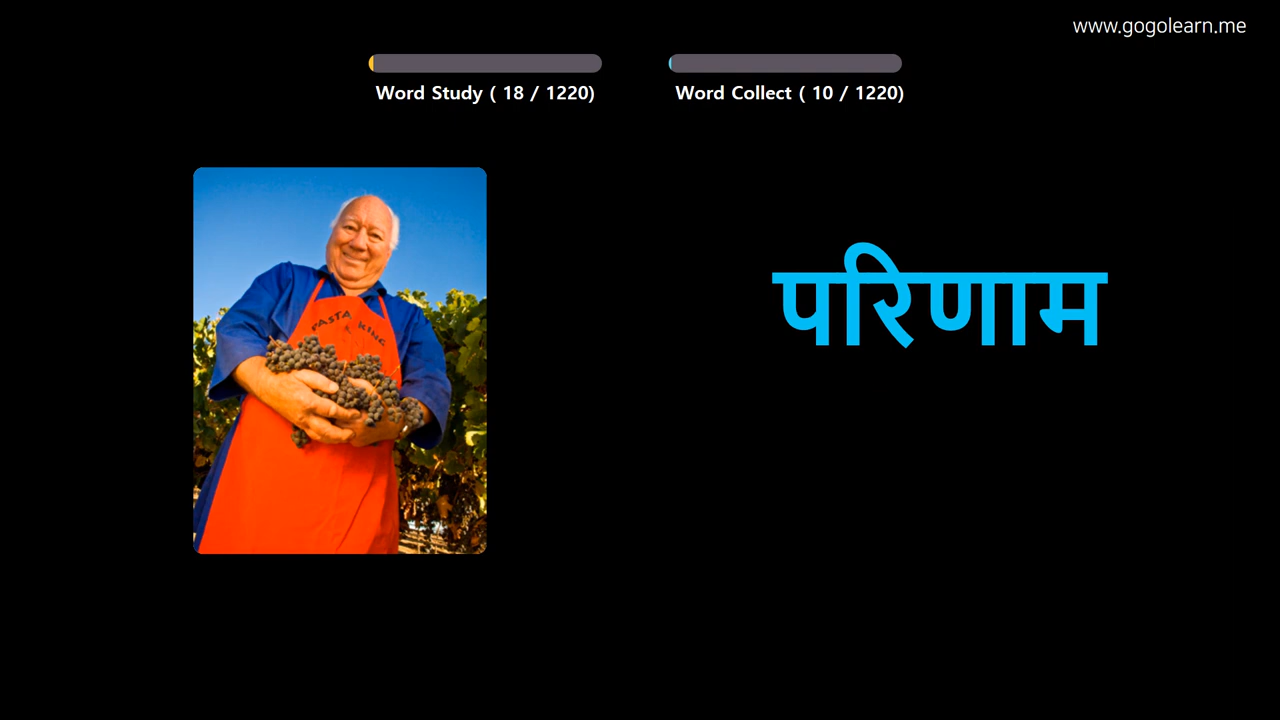 www.gogolearn.me
Word Study ( 18 / 1220)
Word Collect ( 10 / 1220)
PASTA KING
परिणाम